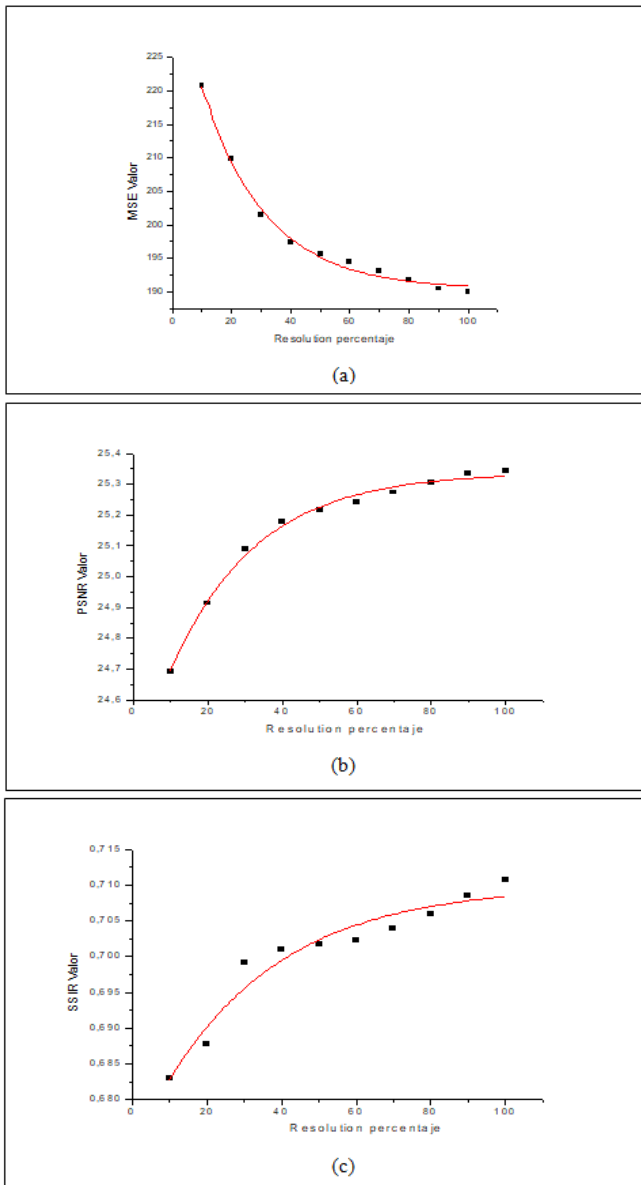 225
220
215
210
205
200
195
190
MSE Valor
0 20 40 60 80 100
Resolution percentaje
(a)
25,4
25,3
25,2
25,1
25,0
24,9
24,8
24,7
24,6
PSNR Valor
0 20 40 60 80 100
Resolution percentaje
(b)
0,715
0,710
0,705
0,700
0,695
0,690
0,685
0,680
SSIR Valor
0 20 40 60 80 100
Resolution percentaje
(c)